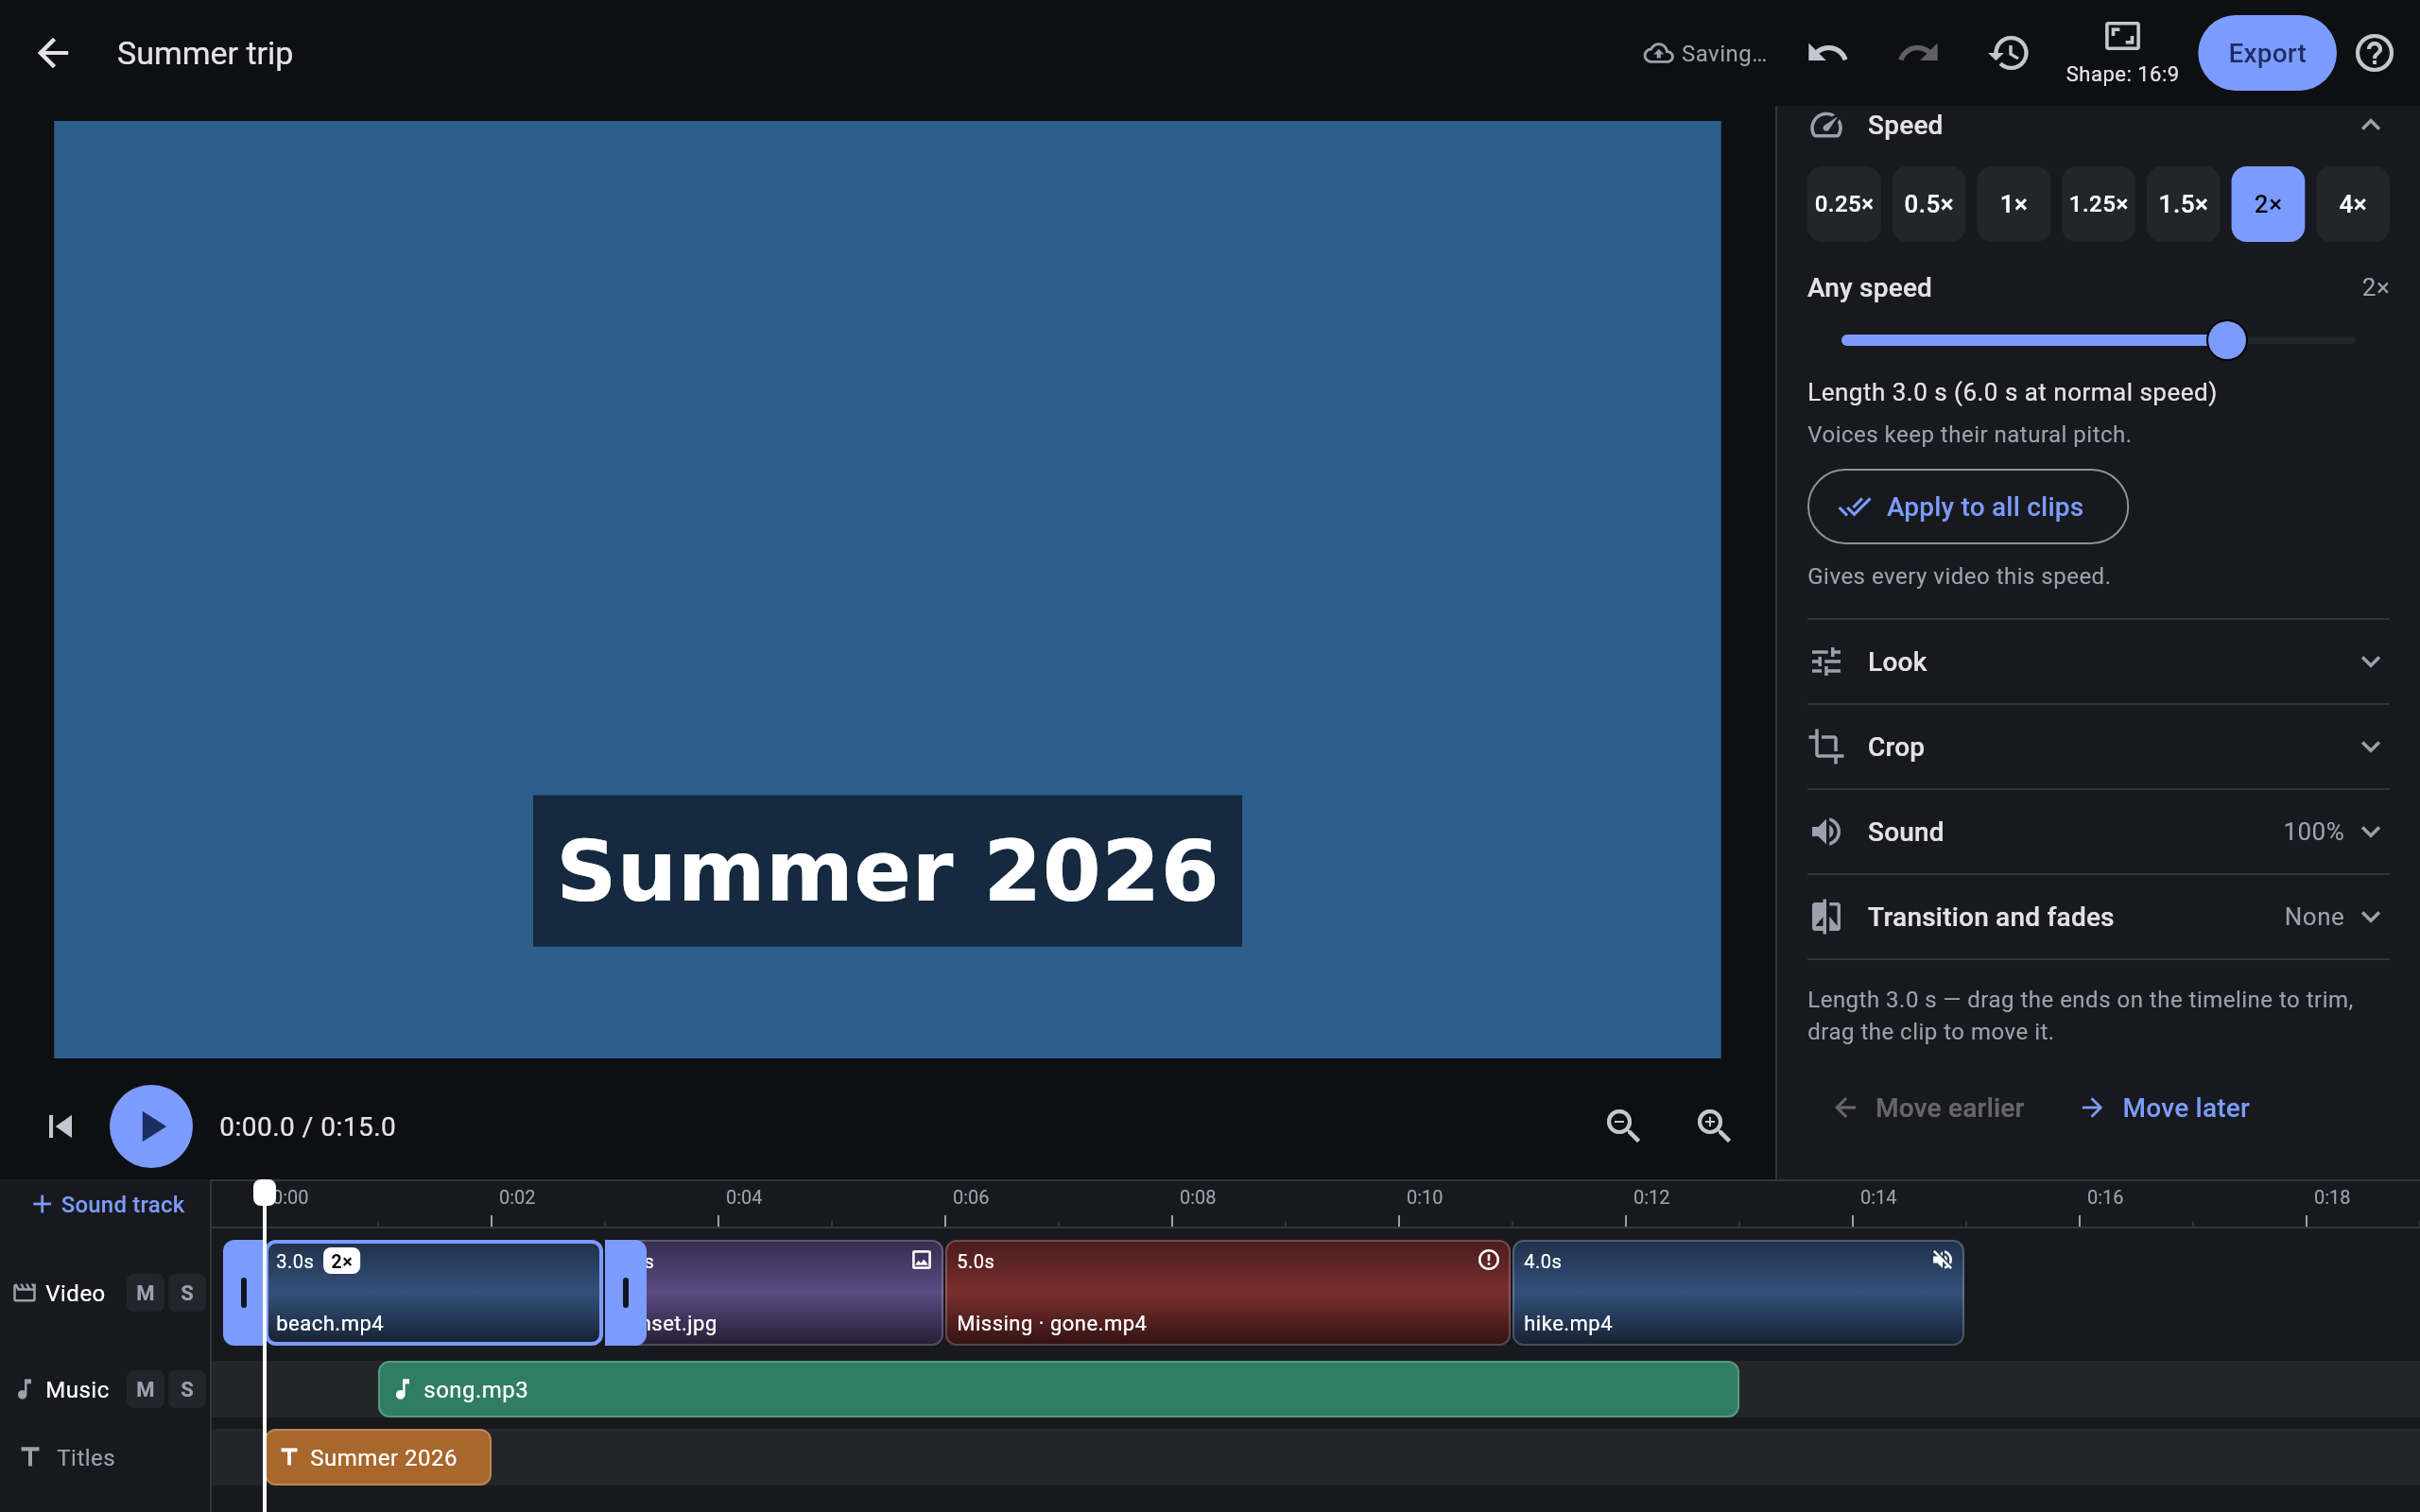 Summer trip
Saving...
Shape: 16:9
Export
Speed
0.25× 0.5× 1× 1.25× 1.5× 2× 4×
Any speed 2×
Length 3.0 s (6.0 s at normal speed)
Voices keep their natural pitch.
Apply to all clips
Gives every video this speed.
Look
Crop
Sound 100%
Transition and fades None
Length 3.0 s — drag the ends on the timeline to trim,
drag the clip to move it.
Move earlier Move later
Summer 2026
0:00.0 / 0:15.0
+ Sound track
0:00 0:02 0:04 0:06 0:08 0:10 0:12 0:14 0:16 0:18
Video M S
3.0s 2× s 5.0s 4.0s
beach.mp4 nset.jpg Missing · gone.mp4 hike.mp4
Music M S
song.mp3
Titles
T Summer 2026